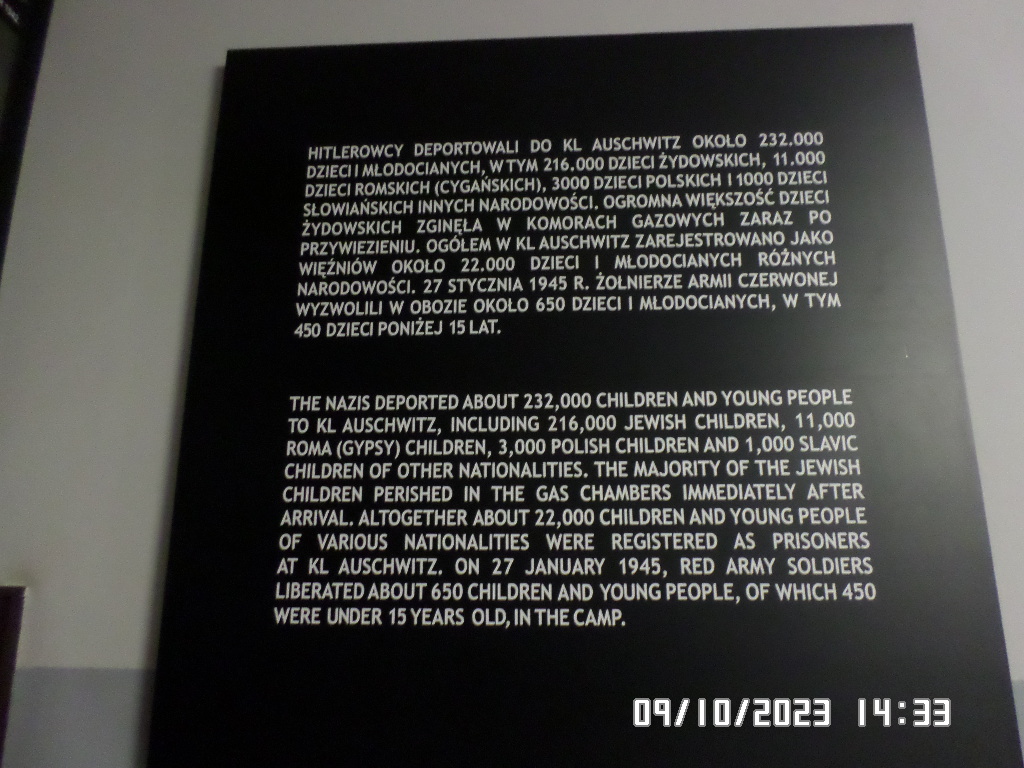 HITLEROWCY DEPORTOWALI DO KL AUSCHWITZ OKOŁO 232.000
DZIECI I MŁODOCIANYCH, W TYM 216.000 DZIECI ŻYDOWSKICH, 11.000
DZIECI ROMSKICH (CYGAŃSKICH), 3000 DZIECI POLSKICH I 1000 DZIECI
SŁOWIAŃSKICH INNYCH NARODOWOŚCI. OGROMNA WIĘKSZOŚĆ DZIECI
ŻYDOWSKICH ZGINĘŁA W KOMORACH GAZOWYCH ZARAZ PO
PRZYWIEZIENIU. OGÓŁEM W KL AUSCHWITZ ZAREJESTROWANO JAKO
WIĘŹNIÓW OKOŁO 22.000 DZIECI I MŁODOCIANYCH RÓŻNYCH
NARODOWOŚCI. 27 STYCZNIA 1945 R. ŻOŁNIERZE ARMII CZERWONEJ
WYZWOLILI W OBOZIE OKOŁO 650 DZIECI I MŁODOCIANYCH, W TYM
450 DZIECI PONIŻEJ 15 LAT.
THE NAZIS DEPORTED ABOUT 232,000 CHILDREN AND YOUNG PEOPLE
TO KL AUSCHWITZ, INCLUDING 216,000 JEWISH CHILDREN, 11,000
ROMA (GYPSY) CHILDREN, 3,000 POLISH CHILDREN AND 1,000 SLAVIC
CHILDREN OF OTHER NATIONALITIES. THE MAJORITY OF THE JEWISH
CHILDREN PERISHED IN THE GAS CHAMBERS IMMEDIATELY AFTER
ARRIVAL. ALTOGETHER ABOUT 22,000 CHILDREN AND YOUNG PEOPLE
OF VARIOUS NATIONALITIES WERE REGISTERED AS PRISONERS
AT KL AUSCHWITZ. ON 27 JANUARY 1945, RED ARMY SOLDIERS
LIBERATED ABOUT 650 CHILDREN AND YOUNG PEOPLE, OF WHICH 450
WERE UNDER 15 YEARS OLD, IN THE CAMP.
09/10/2023 14:33